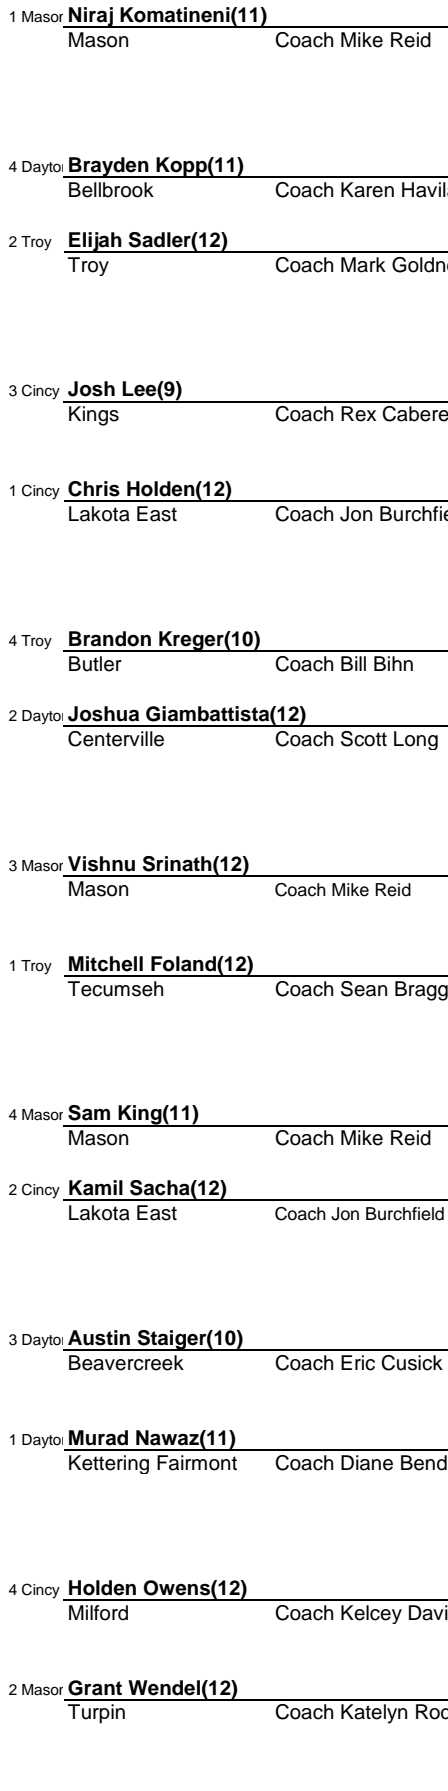 1 Mason Niraj Komatineni(11)
Mason Coach Mike Reid
4 Dayto Brayden Kopp(11)
Bellbrook Coach Karen Havil
2 Troy Elijah Sadler(12)
Troy Coach Mark Goldn
3 Cincy Josh Lee(9)
Kings Coach Rex Cabere
1 Cincy Chris Holden(12)
Lakota East Coach Jon Burchfie
4 Troy Brandon Kreger(10)
Butler Coach Bill Bihn
2 Dayto Joshua Giambattista(12)
Centerville Coach Scott Long
3 Mason Vishnu Srinath(12)
Mason Coach Mike Reid
1 Troy Mitchell Foland(12)
Tecumseh Coach Sean Bragg
4 Mason Sam King(11)
Mason Coach Mike Reid
2 Cincy Kamil Sacha(12)
Lakota East Coach Jon Burchfield
3 Dayto Austin Staiger(10)
Beavercreek Coach Eric Cusick
1 Dayto Murad Nawaz(11)
Kettering Fairmont Coach Diane Bend
4 Cincy Holden Owens(12)
Milford Coach Kelcey Davi
2 Mason Grant Wendel(12)
Turpin Coach Katelyn Roc